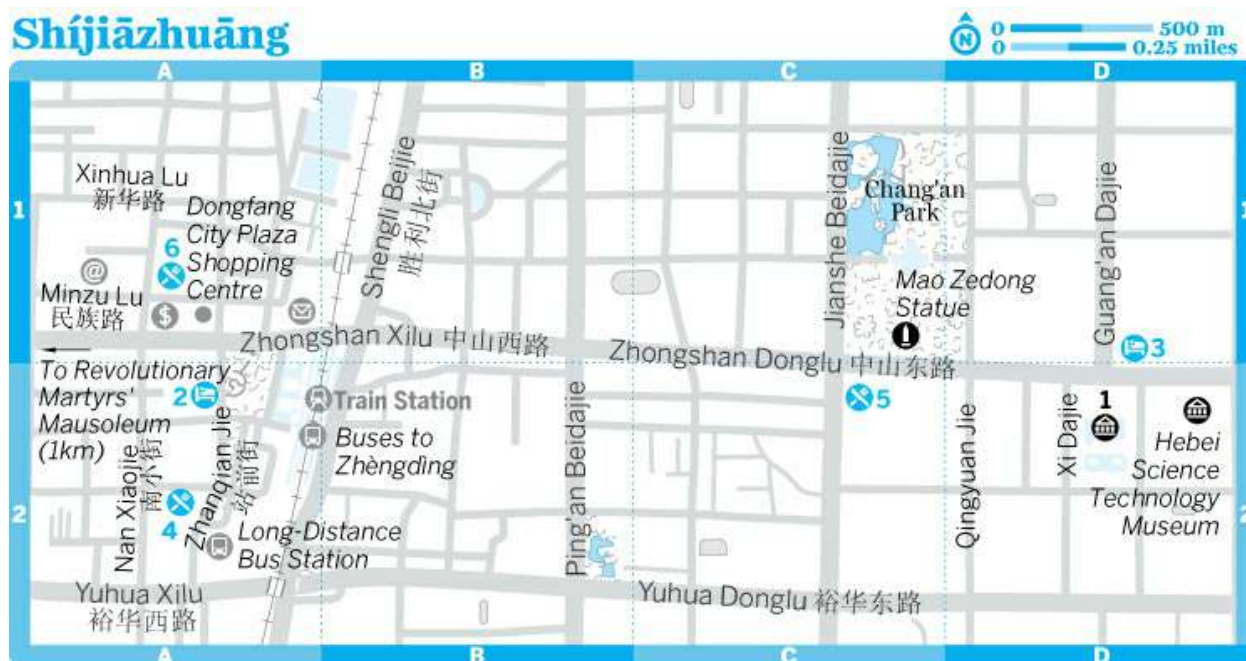 Shíjiāzhuāng
N
0 500 m
0 0.25 miles
A B C D
1
Xinhua Lu
新华路
Dongfang
City Plaza
Shopping
Centre
6
@
Minzu Lu
民族路
$
Shengli Beijie
胜利北街
Zhongshan Xilu 中山西路
Jianshe Beidajie
Chang'an
Park
Mao Zedong
Statue
Guang'an Dajie
3
1
Zhongshan Donglu 中山东路
To Revolutionary
Martyrs'
Mausoleum
(1km)
2
Train Station
Buses to
Zhèngdìng
Nan Xiaojie
南小街
Zhanqian Jie
站前街
4
Long-Distance
Bus Station
Ping'an Beidajie
5
Qingyuan Jie
Xi Dajie
1
Hebei
Science
Technology
Museum
2
2
Yuhua Xilu
裕华西路
Yuhua Donglu 裕华东路
A B C D